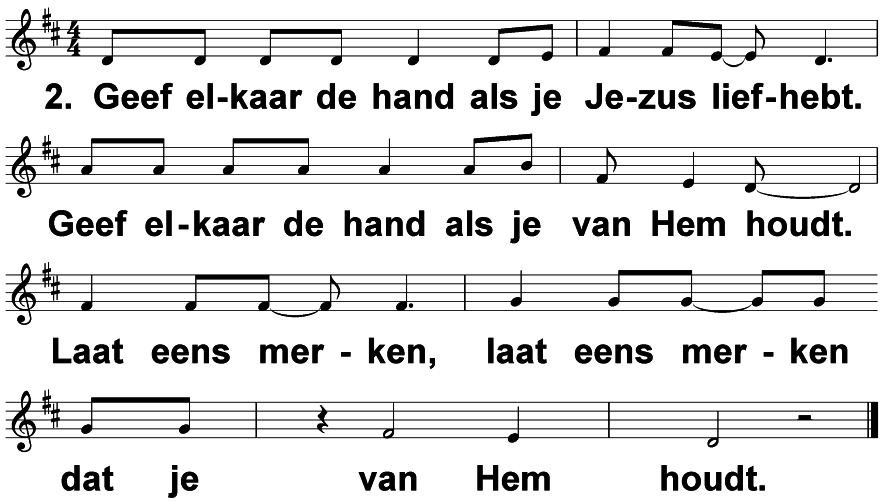 2. Geef el-kaar de hand als je Je-zus lief-hebt.
Geef el-kaar de hand als je van Hem houdt.
Laat eens mer - ken, laat eens mer - ken
dat je van Hem houdt.